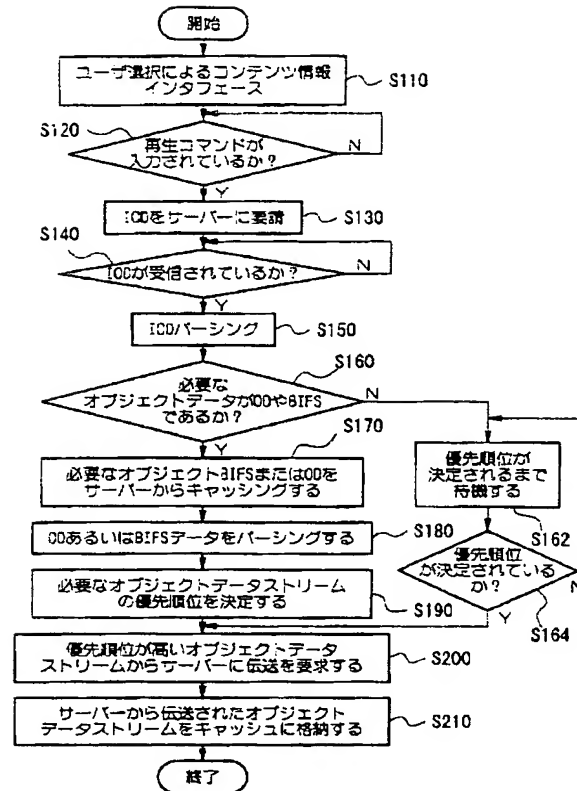 開始
ユーザ選択によるコンテンツ情報
インタフェース
S110
S120
再生コマンドが
入力されているか？
N
Y
IODをサーバーに要請
S130
S140
IODが受信されているか？
N
Y
IODパーシング
S150
S160
必要な
オブジェクトデータがODやBIFS
であるか？
N
Y
S170
必要なオブジェクトBIFSまたはODを
サーバーからキャッシングする
優先順位が
決定されるまで
待機する
S162
ODあるいはBIFSデータをパーシングする
S180
優先順位
が決定されている
か？
N
Y
S164
必要なオブジェクトデータストリーム
の優先順位を決定する
S190
優先順位が高いオブジェクトデータ
ストリームからサーバーに伝送を要求する
S200
サーバーから伝送されたオブジェクト
データストリームをキャッシュに格納する
S210
終了